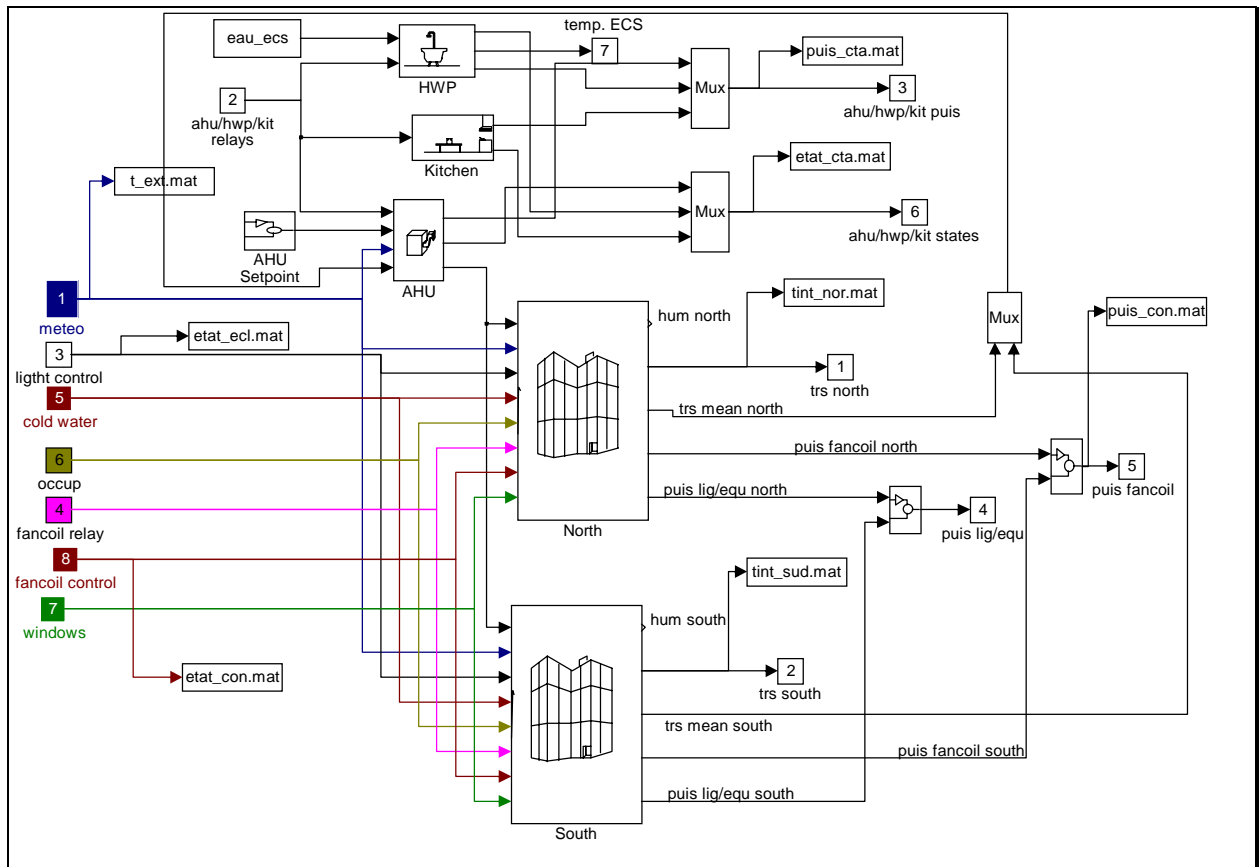 temp. ECS
eau_ecs
7
puis_cta.mat
HWP
Mux
3
ahu/hwp/kit puis
2
ahu/hwp/kit
relays
Kitchen
etat_cta.mat
t_ext.mat
Mux
6
ahu/hwp/kit states
AHU
Setpoint
AHU
1
meteo
tint_nor.mat
hum north
Mux
puis_con.mat
etat_ecl.mat
3
ligtht control
1
trs north
5
cold water
trs mean north
6
occup
puis fancoil north
5
puis fancoil
4
fancoil relay
puis lig/equ north
4
puis lig/equ
North
8
fancoil control
tint_sud.mat
7
windows
hum south
etat_con.mat
2
trs south
trs mean south
puis fancoil south
puis lig/equ south
South